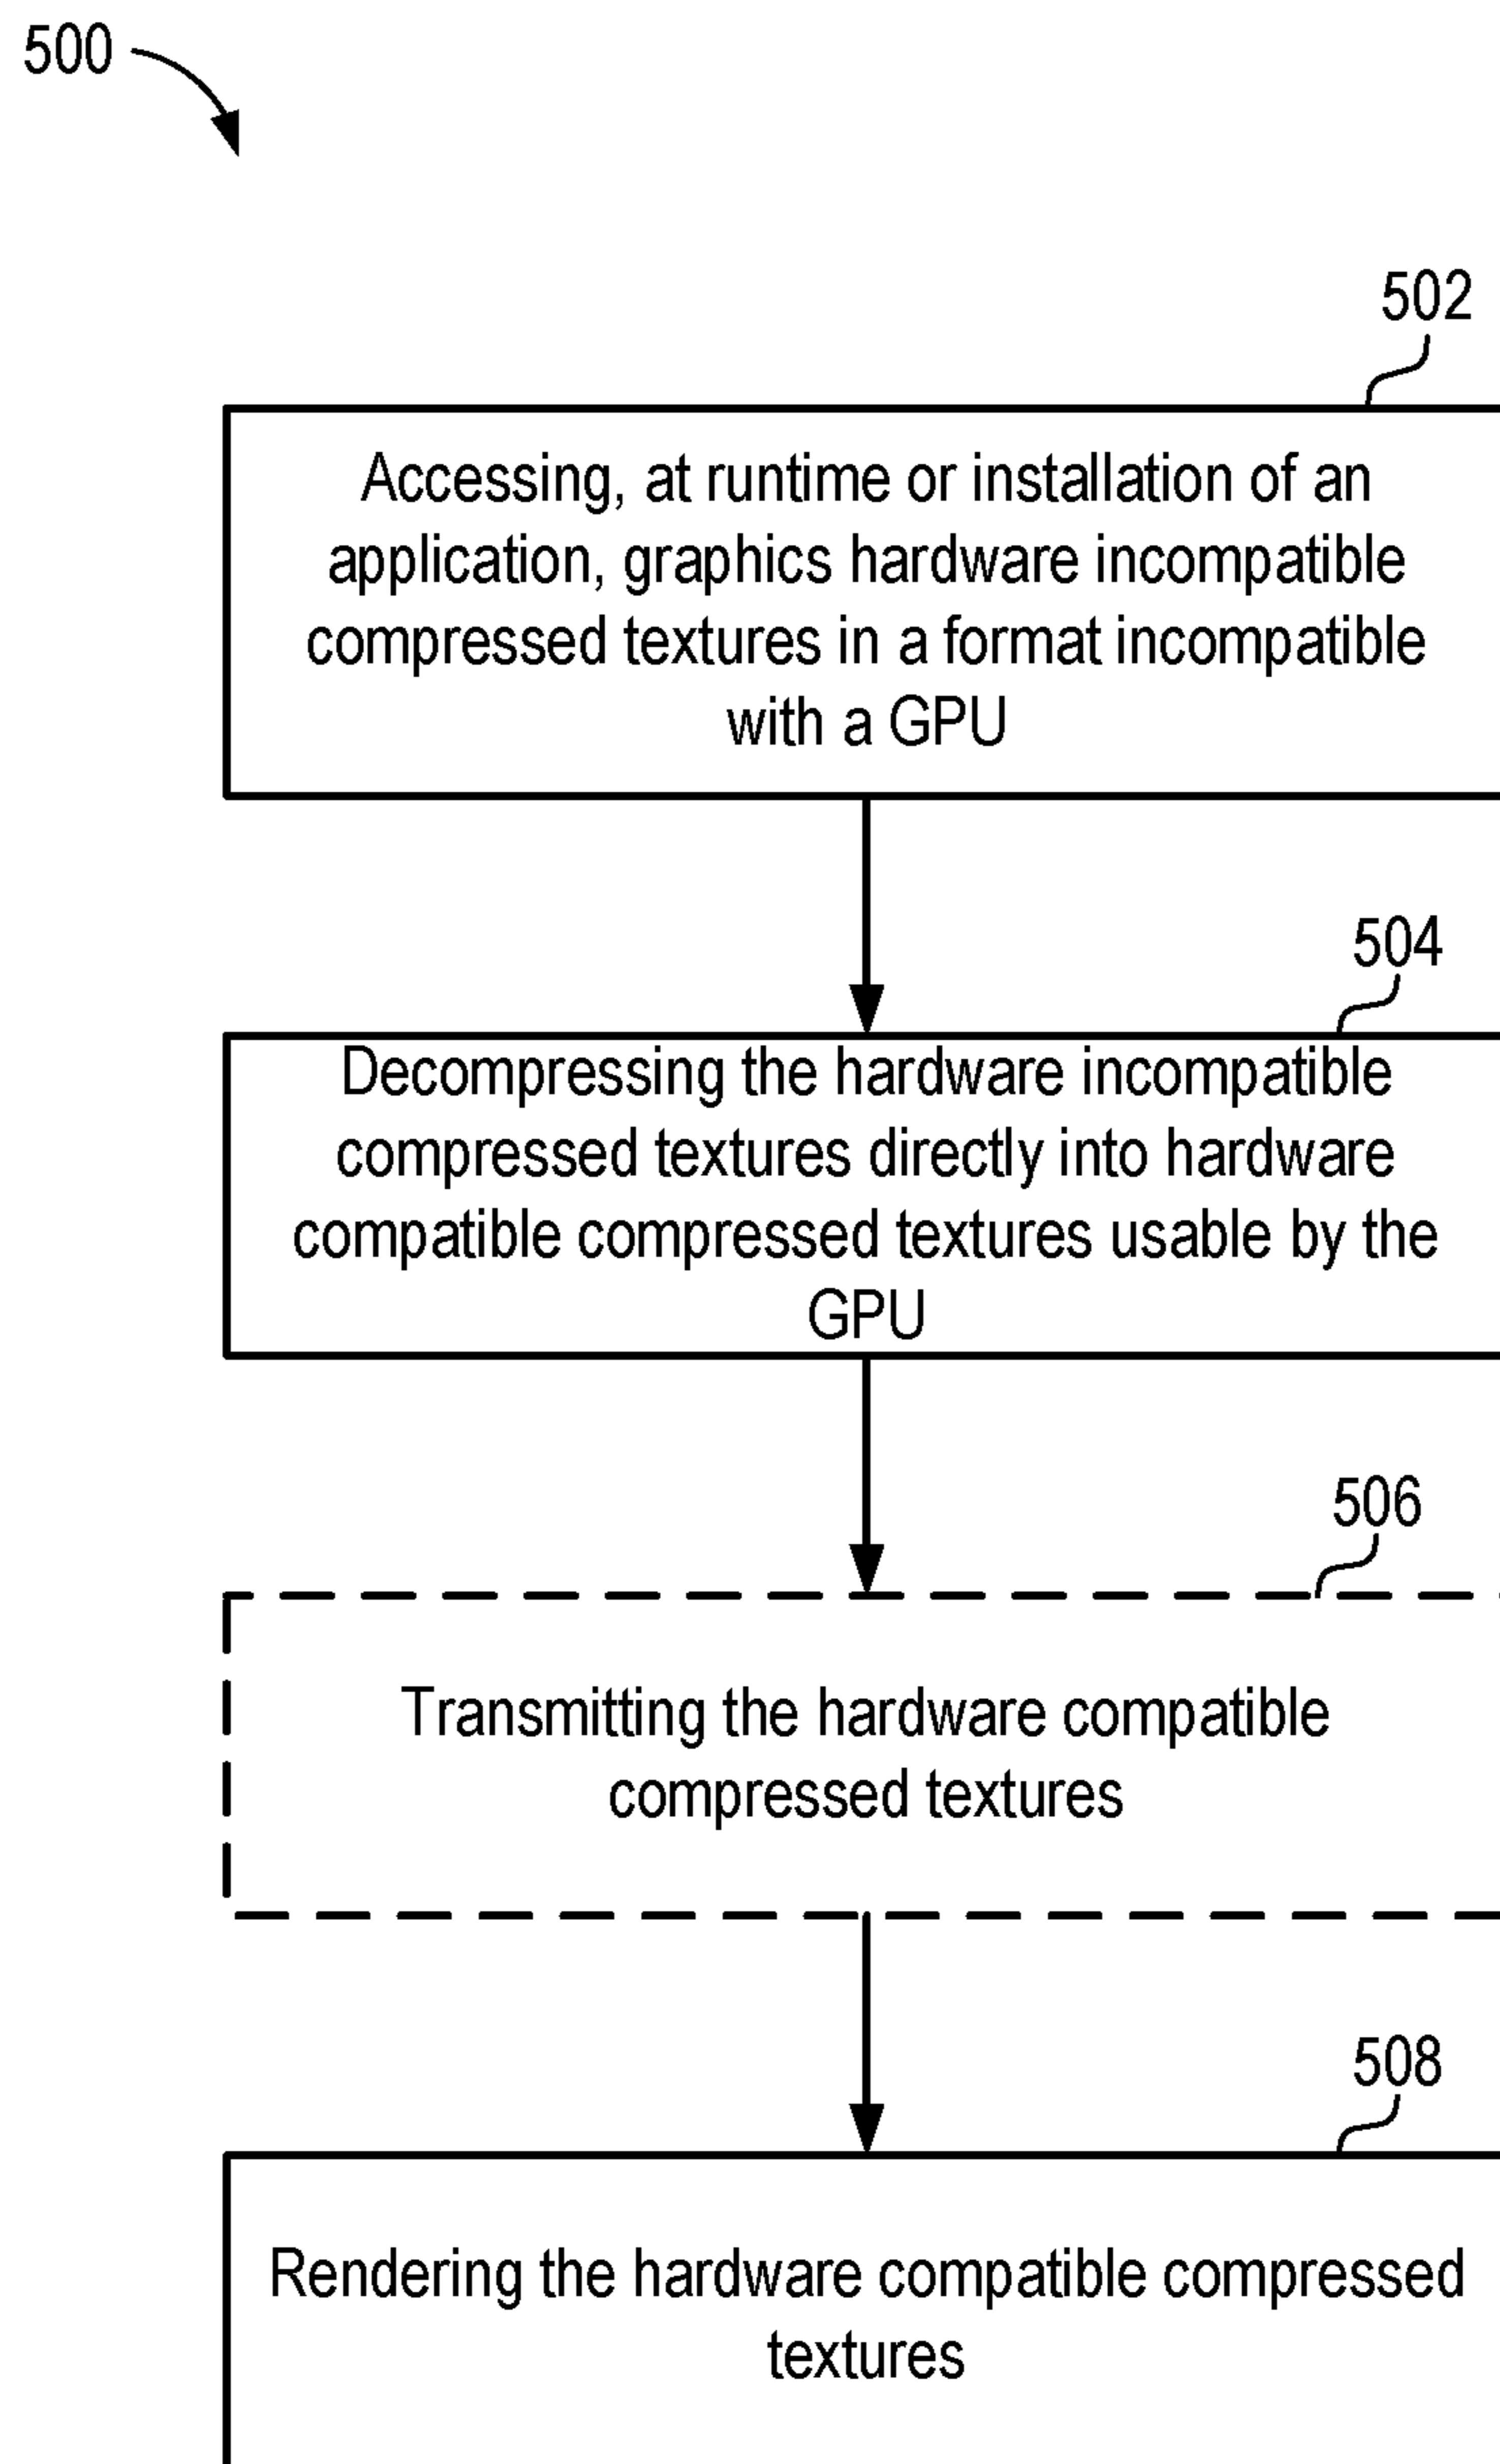 500
502
Accessing, at runtime or installation of an
application, graphics hardware incompatible
compressed textures in a format incompatible
with a GPU
504
Decompressing the hardware incompatible
compressed textures directly into hardware
compatible compressed textures usable by the
GPU
506
Transmitting the hardware compatible
compressed textures
508
Rendering the hardware compatible compressed
textures